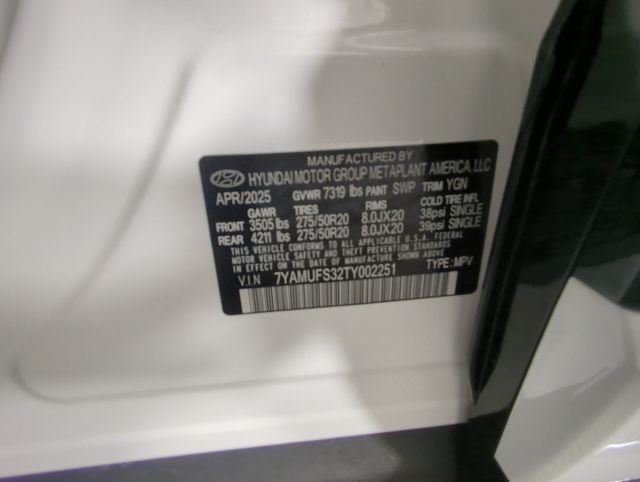 MANUFACTURED BY
HYUNDAI MOTOR GROUP METAPLANT AMERICA, LLC
APR/2025 GVWR 7319 lbs PAINT SWP TRIM YGN
GAWR TIRES RIMS COLD TIRE INFL
FRONT 3505 lbs 275/50R20 8.0JX20 38psi SINGLE
REAR 4211 lbs 275/50R20 8.0JX20 39psi SINGLE
THIS VEHICLE CONFORMS TO ALL APPLICABLE U.S.A. FEDERAL
MOTOR VEHICLE SAFETY STANDARDS IN EFFECT ON
THE DATE OF MANUFACTURE SHOWN ABOVE.
V.I.N 7YAMUFS32TY002251 TYPE: MPV